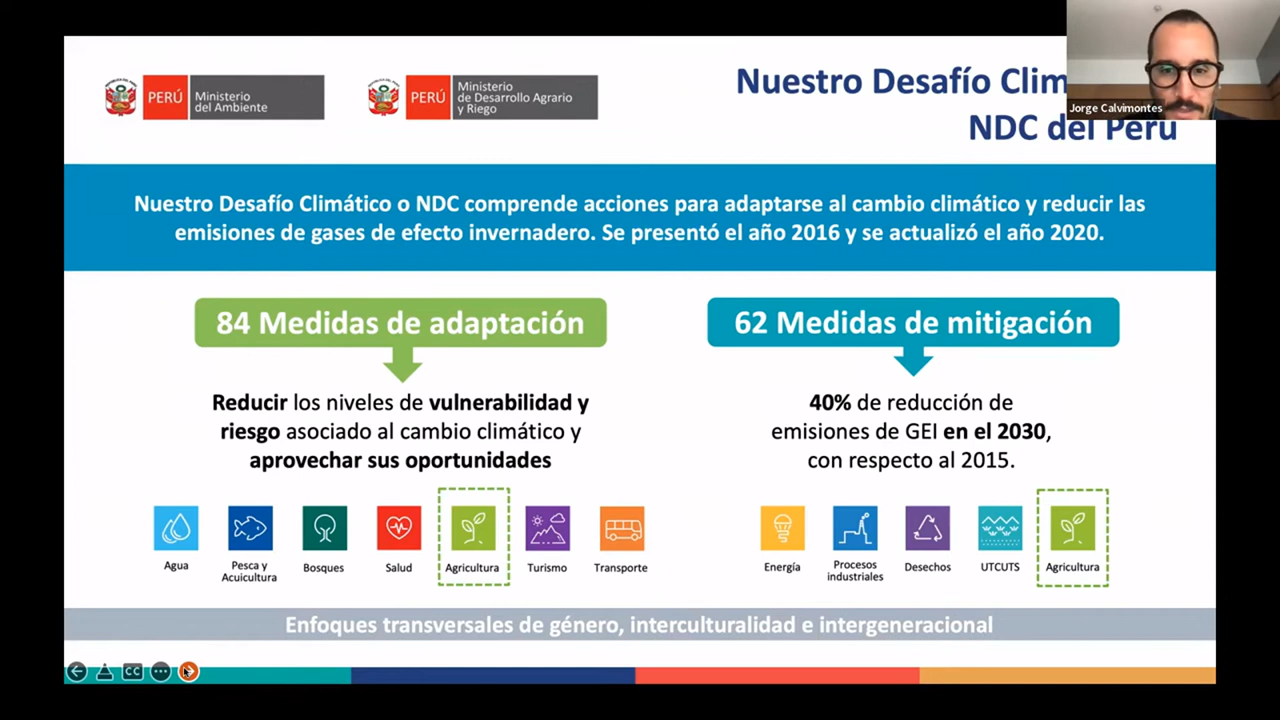 PERÚ
Ministerio
del Ambiente
PERÚ
Ministerio
de Desarrollo Agrario
y Riego
Nuestro Desafío
NDC del Perú
Jorge Calvimontes
Nuestro Desafío Climático o NDC comprende acciones para adaptarse al cambio climático y reducir las
emisiones de gases de efecto invernadero. Se presentó el año 2016 y se actualizó el año 2020.
84 Medidas de adaptación
Reducir los niveles de vulnerabilidad y
riesgo asociado al cambio climático y
aprovechar sus oportunidades
62 Medidas de mitigación
40% de reducción de
emisiones de GEI en el 2030,
con respecto al 2015.
Agua
Pesca y
Acuicultura
Bosques
Salud
Agricultura
Turismo
Transporte
Energía
Procesos
industriales
Desechos
UTCUTS
Agricultura
Enfoques transversales de género, interculturalidad e intergeneracional
CC